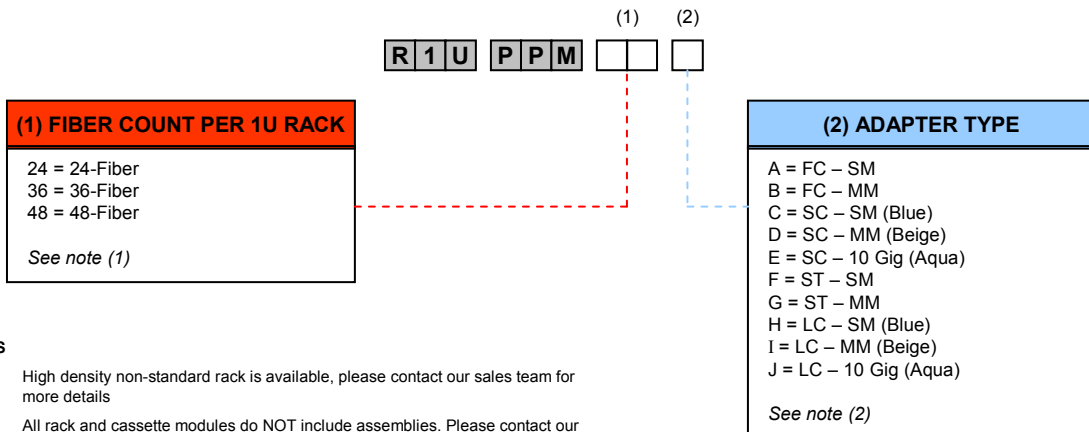 (1) (2)
R 1 U P P M
(1) FIBER COUNT PER 1U RACK
24 = 24-Fiber
36 = 36-Fiber
48 = 48-Fiber
See note (1)
(2) ADAPTER TYPE
A = FC – SM
B = FC – MM
C = SC – SM (Blue)
D = SC – MM (Beige)
E = SC – 10 Gig (Aqua)
F = ST – SM
G = ST – MM
H = LC – SM (Blue)
I = LC – MM (Beige)
J = LC – 10 Gig (Aqua)
See note (2)
High density non-standard rack is available, please contact our sales team for
more details
All rack and cassette modules do NOT include assemblies. Please contact our